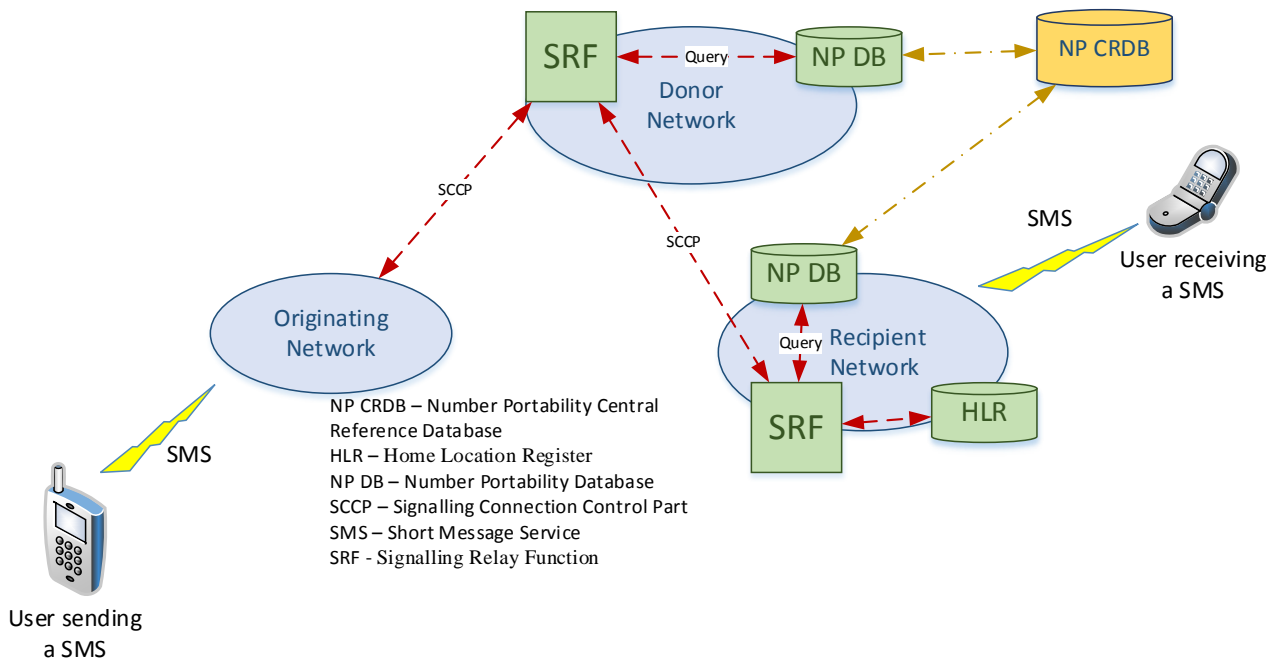 SRF
Query
NP DB
NP CRDB
Donor
Network
SCCP
SCCP
SMS
User receiving
a SMS
NP DB
Originating
Network
Query
Recipient
Network
SRF
HLR
NP CRDB – Number Portability Central
Reference Database
HLR – Home Location Register
NP DB – Number Portability Database
SCCP – Signalling Connection Control Part
SMS – Short Message Service
SRF - Signalling Relay Function
SMS
User sending
a SMS